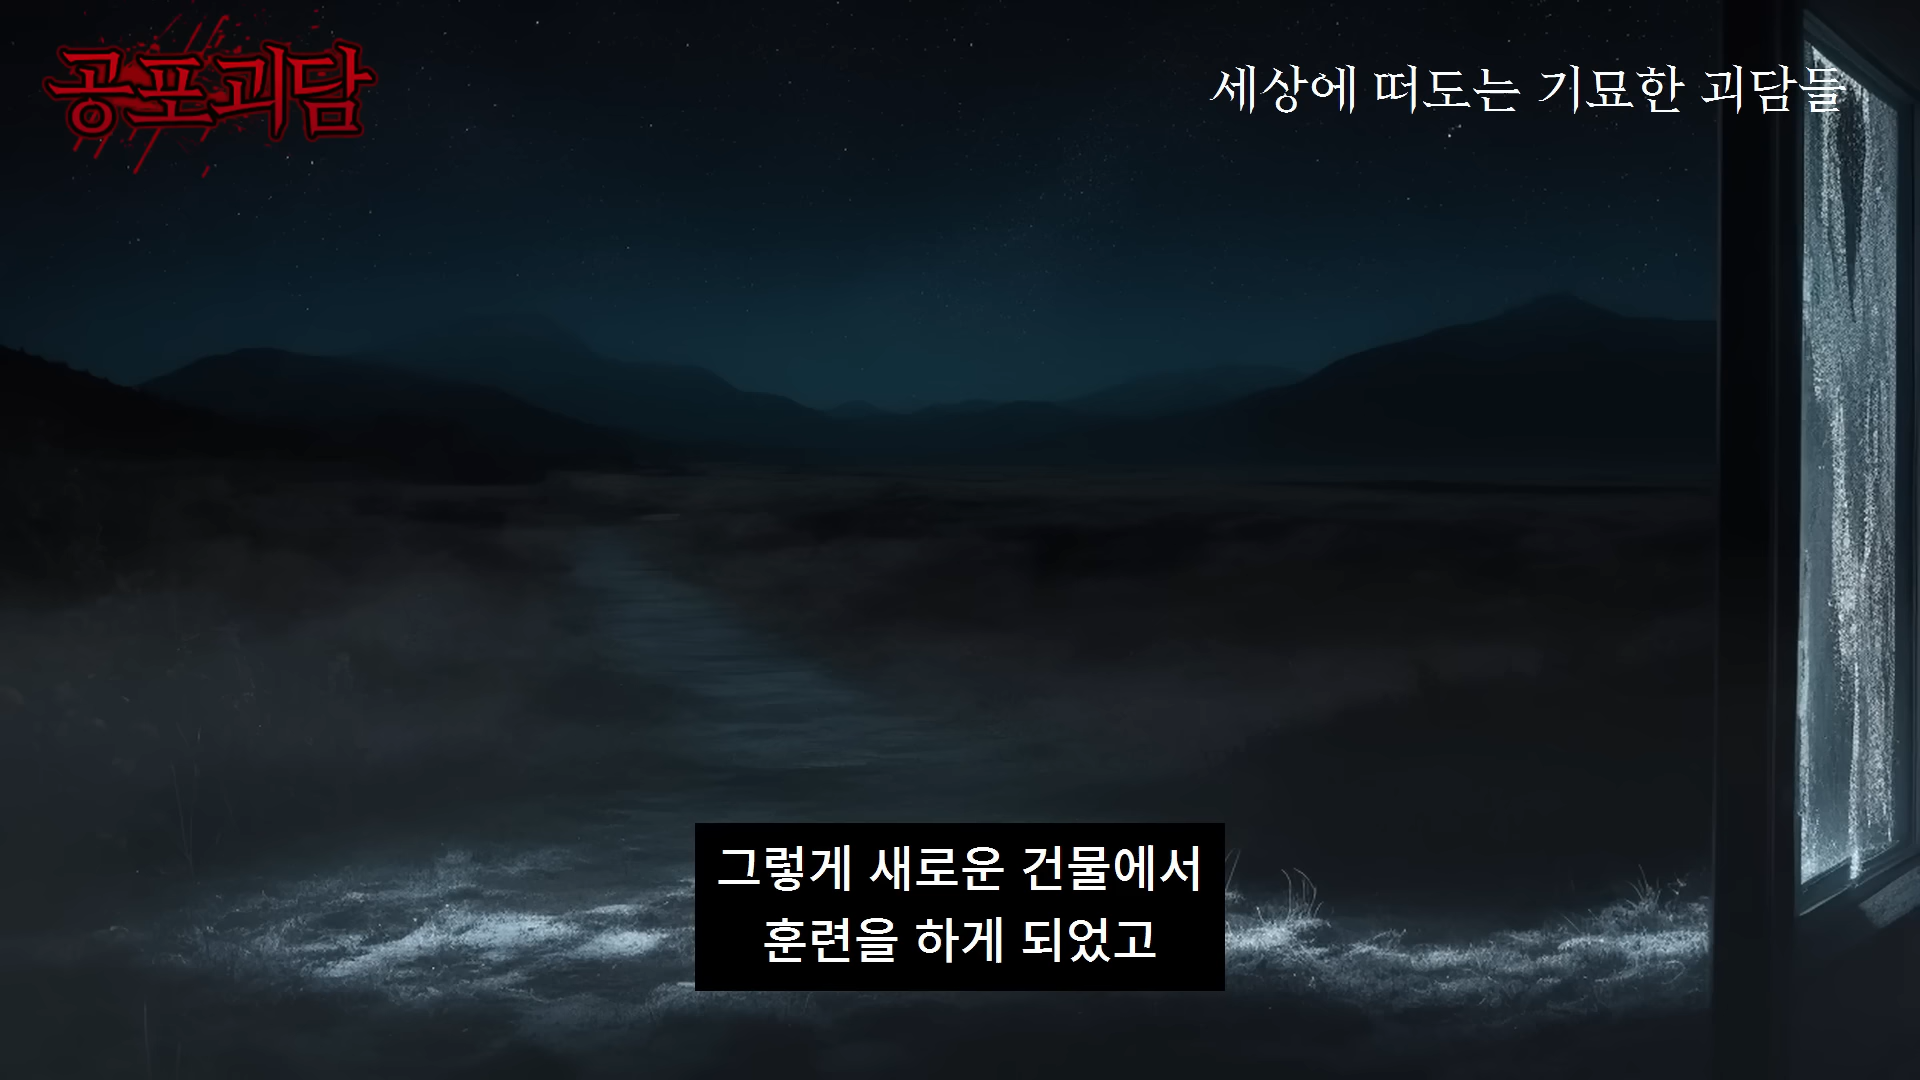 공포괴담
세상에 떠도는 기묘한 괴담들
그렇게 새로운 건물에서
훈련을 하게 되었고